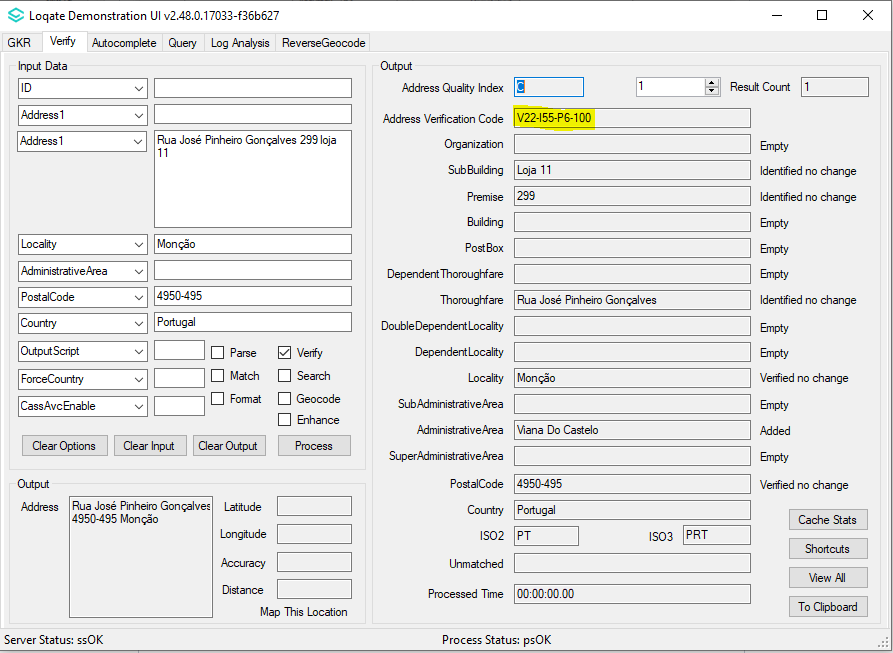 Loqate Demonstration UI v2.48.0.17033-f36b627
GKR Verify Autocomplete Query Log Analysis ReverseGeocode
Input Data
ID
Address1
Address1 Rua José Pinheiro Gonçalves 299 loja
11
Locality Monção
AdministrativeArea
PostalCode 4950-495
Country Portugal
OutputScript Parse Verify
ForceCountry Match Search
CassAvcEnable Format Geocode
Enhance
Clear Options Clear Input Clear Output Process
Output
Address Rua José Pinheiro Gonçalves
4950-495 Monção
Latitude
Longitude
Accuracy
Distance
Map This Location
Output
Address Quality Index C 1 Result Count 1
Address Verification Code V22-I55-P6-100
Organization Empty
SubBuilding Loja 11 Identified no change
Premise 299 Identified no change
Building Empty
PostBox Empty
DependentThoroughfare Empty
Thoroughfare Rua José Pinheiro Gonçalves Identified no change
DoubleDependentLocality Empty
DependentLocality Empty
Locality Monção Verified no change
SubAdministrativeArea Empty
AdministrativeArea Viana Do Castelo Added
SuperAdministrativeArea Empty
PostalCode 4950-495 Verified no change
Country Portugal
ISO2 PT ISO3 PRT
Unmatched
Processed Time 00:00:00.00
Cache Stats
Shortcuts
View All
To Clipboard
Server Status: ssOK Process Status: psOK